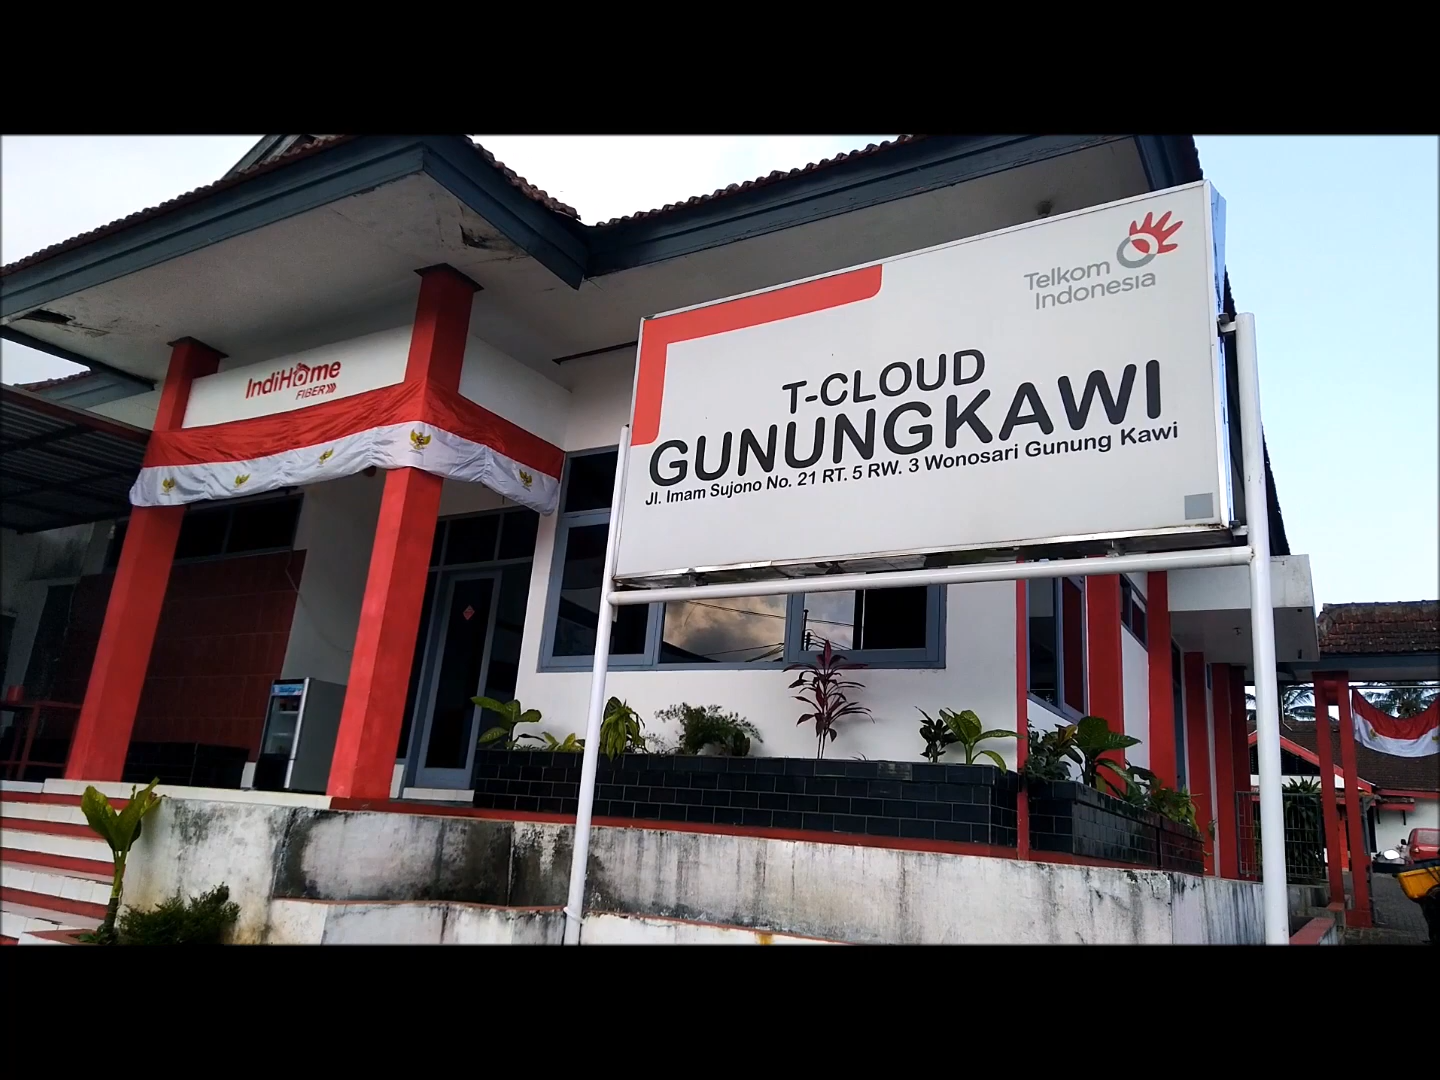 IndiHome
FIBER
Telkom
Indonesia
T-CLOUD
GUNUNGKAWI
Jl. Imam Sujono No. 21 RT. 5 RW. 3 Wonosari Gunung Kawi